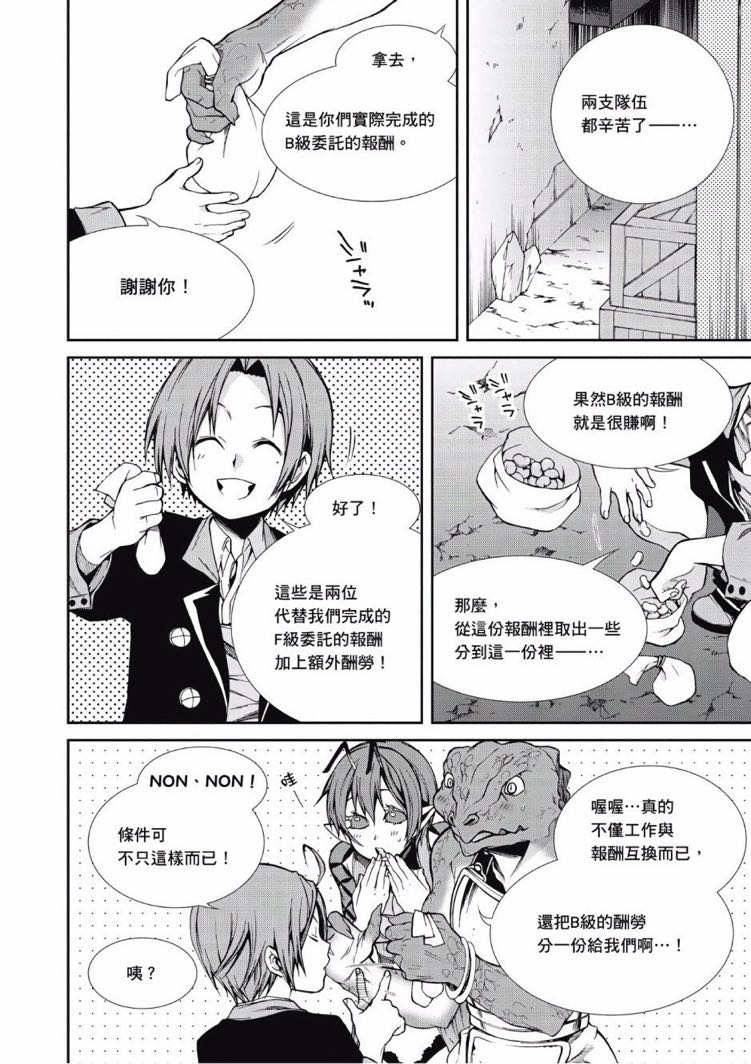 兩支隊伍
都辛苦了───…
拿去，
這是你們實際完成的
B級委託的報酬。
チャラ
謝謝你！
果然B級的報酬
就是很賺啊！
チャラ
チャラ
那麼，
從這份報酬裡取出一些
分到這一份裡───…
好了！
這些是兩位
代替我們完成的
F級委託的報酬
加上額外酬勞！
喔喔…真的
不僅工作與
報酬互換而已，
還把B級的酬勞
分一份給我們啊…！
哇
NON、NON！
條件可
不只這樣而已！
咦？